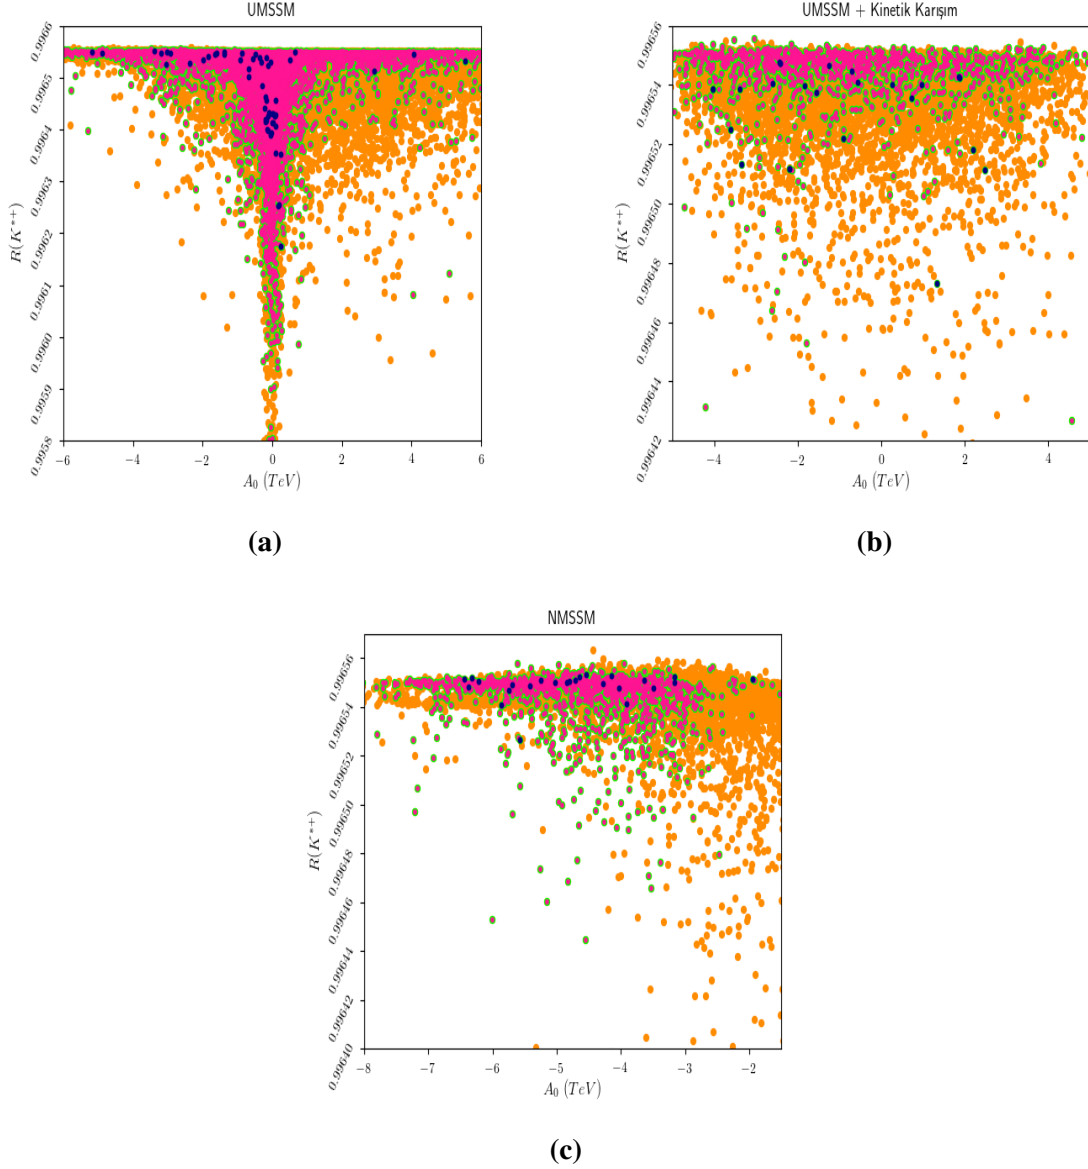 UMSSM
0.9966
0.9965
0.9964
0.9963
0.9962
0.9961
0.9960
0.9959
0.9958
R(K*+)
−6 −4 −2 0 2 4 6
A0 (TeV)
(a)
UMSSM + Kinetik Karışım
0.99656
0.99654
0.99652
0.99650
0.99648
0.99646
0.99644
0.99642
R(K*+)
−4 −2 0 2 4
A0 (TeV)
(b)
NMSSM
0.99656
0.99654
0.99652
0.99650
0.99648
0.99646
0.99644
0.99642
0.99640
R(K*+)
−8 −7 −6 −5 −4 −3 −2
A0 (TeV)
(c)